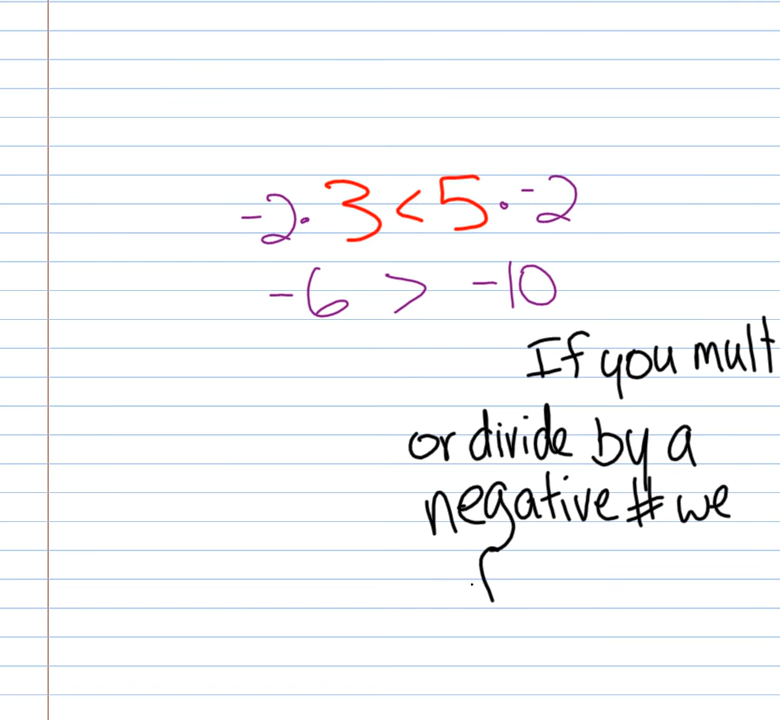 -2· 3 < 5 · -2
-6 > -10
If you mult
or divide by a
negative # we